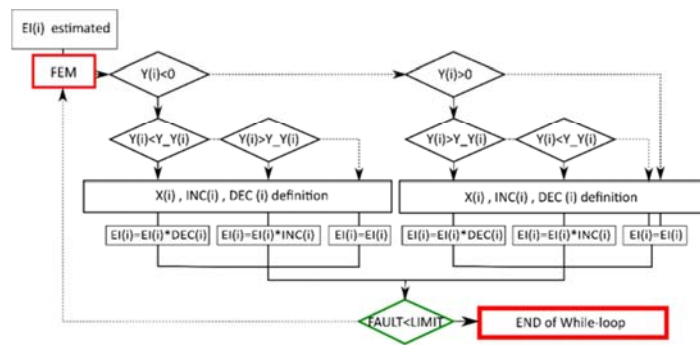 EI(i) estimated
FEM
Y(i)<0
Y(i)>0
Y(i)<Y_Y(i)
Y(i)>Y_Y(i)
Y(i)>Y_Y(i)
Y(i)<Y_Y(i)
X(i) , INC(i) , DEC (i) definition
X(i) , INC(i) , DEC (i) definition
EI(i)=EI(i)*DEC(i)
EI(i)=EI(i)*INC(i)
EI(i)=EI(i)
EI(i)=EI(i)*DEC(i)
EI(i)=EI(i)*INC(i)
EI(i)=EI(i)
FAULT<LIMIT
END of While-loop